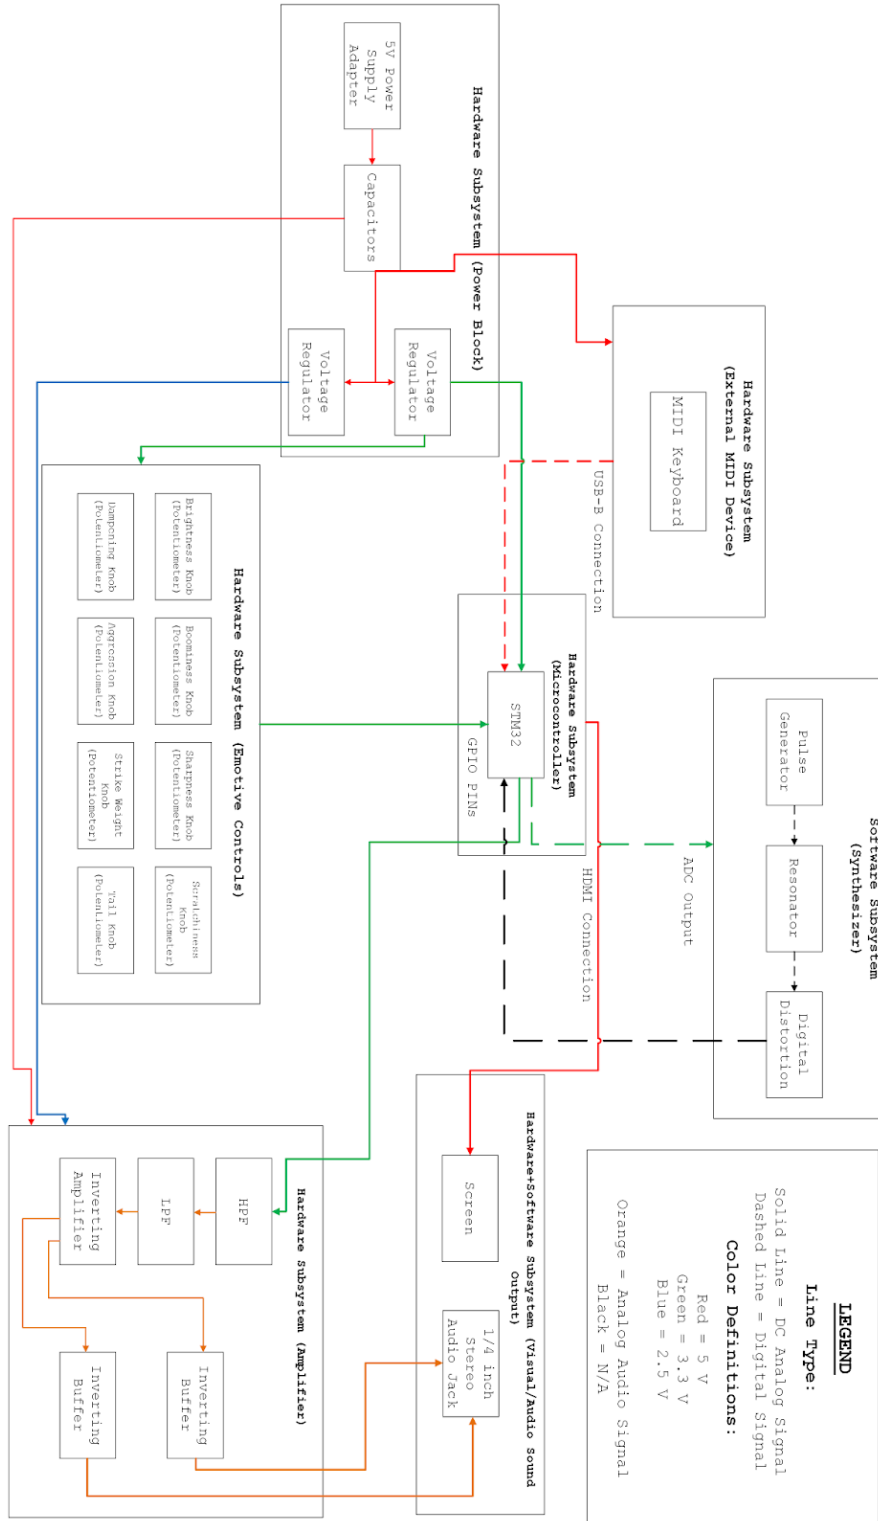 Hardware Subsystem (Power Block)
5V Power
Supply
Adapter
Capacitors
Voltage
Regulator
Voltage
Regulator
Hardware Subsystem
(External MIDI Device)
MIDI Keyboard
USB-B Connection
Software Subsystem
(Synthesizer)
Pulse
Generator
Resonator
Digital
Distortion
Hardware Subsystem
(Microcontroller)
STM32
GPIO PINs
ADC Output
HDMI Connection
Hardware Subsystem (Emotive Controls)
Brightness Knob
(Potentiometer)
Boominess Knob
(Potentiometer)
Sharpness Knob
(Potentiometer)
Scratchiness
Knob
(Potentiometer)
Dampening Knob
(Potentiometer)
Aggression Knob
(Potentiometer)
Strike Weight
Knob
(Potentiometer)
Tail Knob
(Potentiometer)
Hardware+Software Subsystem (Visual/Audio Sound
Output)
Screen
1/4 inch
Stereo
Audio Jack
Hardware Subsystem (Amplifier)
HPF
LPF
Inverting
Amplifier
Inverting
Buffer
Inverting
Buffer
LEGEND
Line Type:
Solid Line = DC Analog Signal
Dashed Line = Digital Signal
Color Definitions:
Red = 5 V
Green = 3.3 V
Blue = 2.5 V
Orange = Analog Audio Signal
Black = N/A